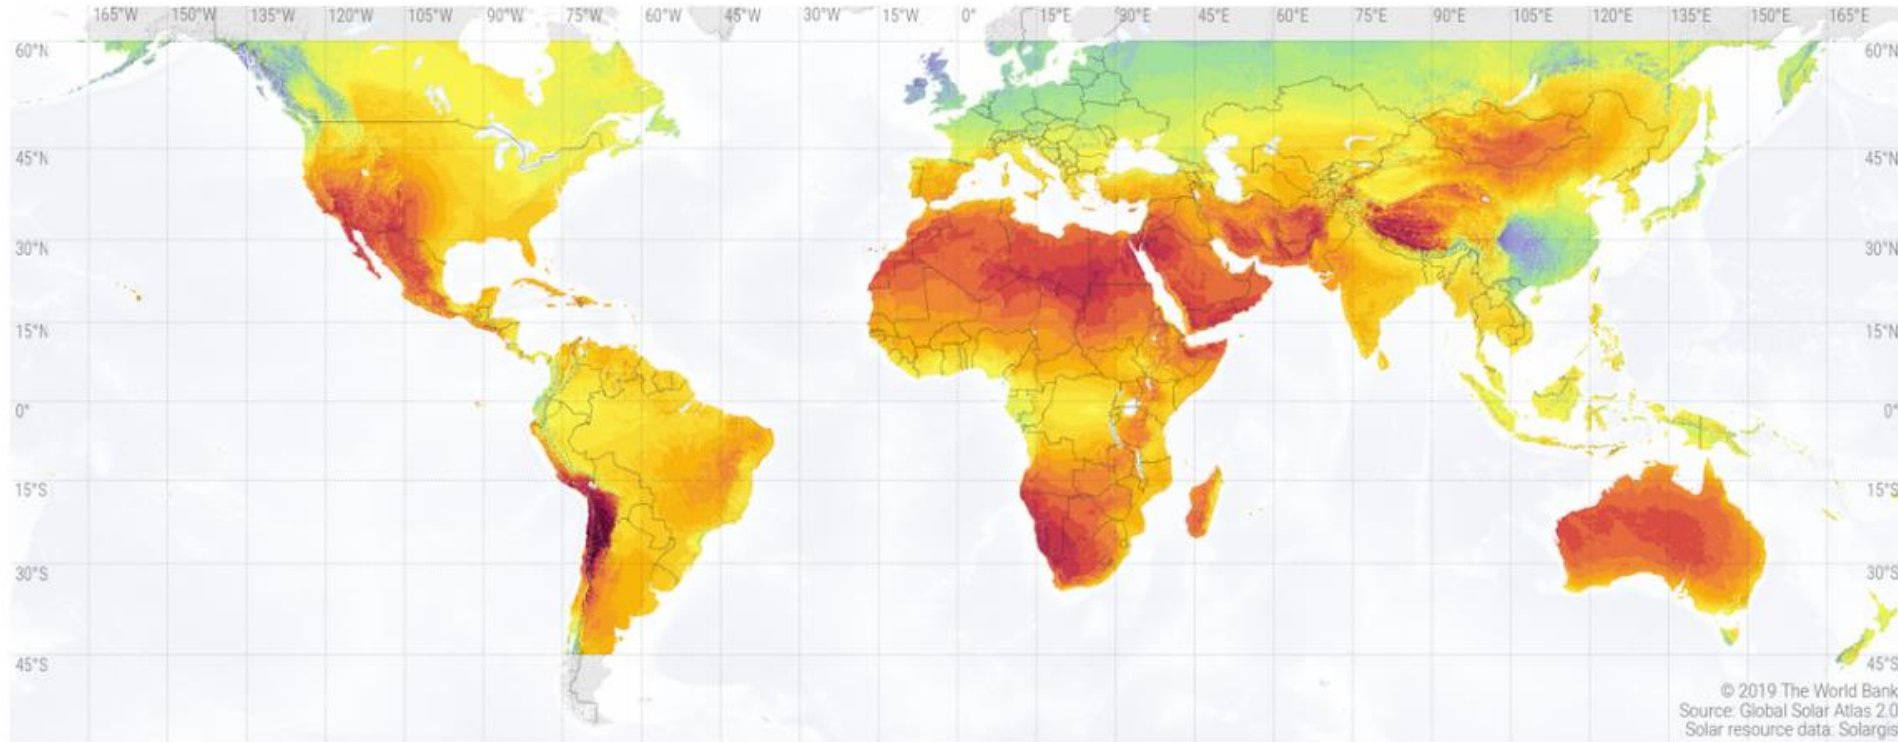 165°W 150°W 135°W 120°W 105°W 90°W 75°W 60°W 45°W 30°W 15°W 0° 15°E 30°E 45°E 60°E 75°E 90°E 105°E 120°E 135°E 150°E 165°E
60°N 60°N
45°N 45°N
30°N 30°N
15°N 15°N
0° 0°
15°S 15°S
30°S 30°S
45°S 45°S
© 2019 The World Bank
Source: Global Solar Atlas 2.0
Solar resource data: Solargis